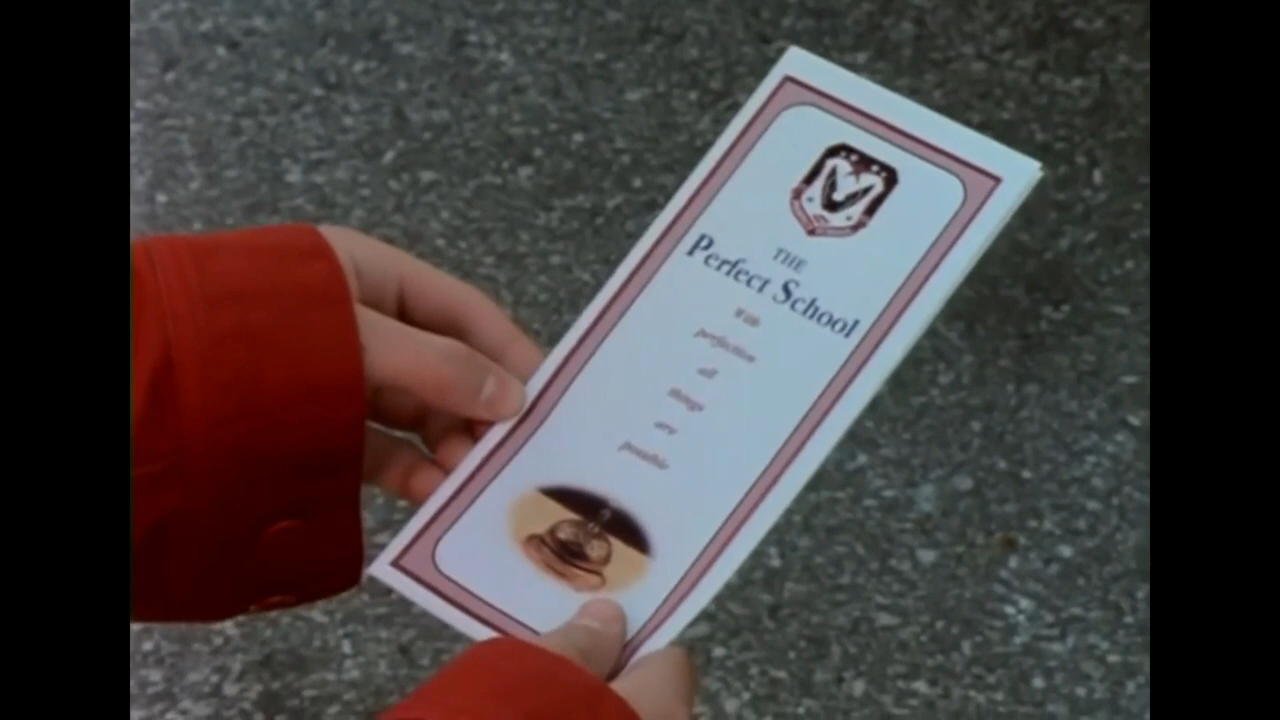 THE
Perfect School
With
perfection
all
things
are
possible